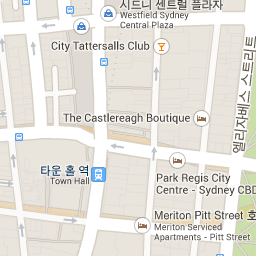 시드니 센트럴 플라자
Westfield Sydney
Central Plaza
City Tattersalls Club
The Castlereagh Boutique
엘리자베스 스트리트
타운 홀 역
Town Hall
Park Regis City
Centre - Sydney CBD
Meriton Pitt Street 호
Meriton Serviced
Apartments - Pitt Street